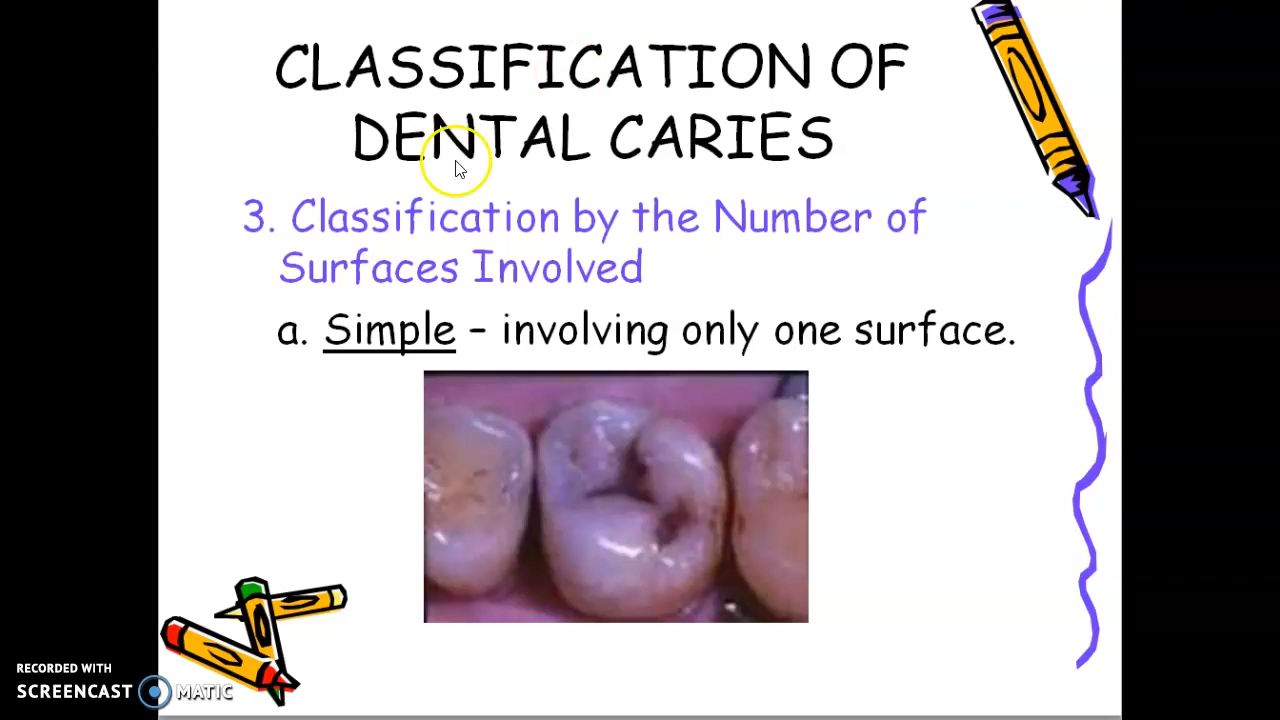 CLASSIFICATION OF
DENTAL CARIES
3. Classification by the Number of
Surfaces Involved
a. Simple – involving only one surface.
RECORDED WITH
SCREENCAST MATIC